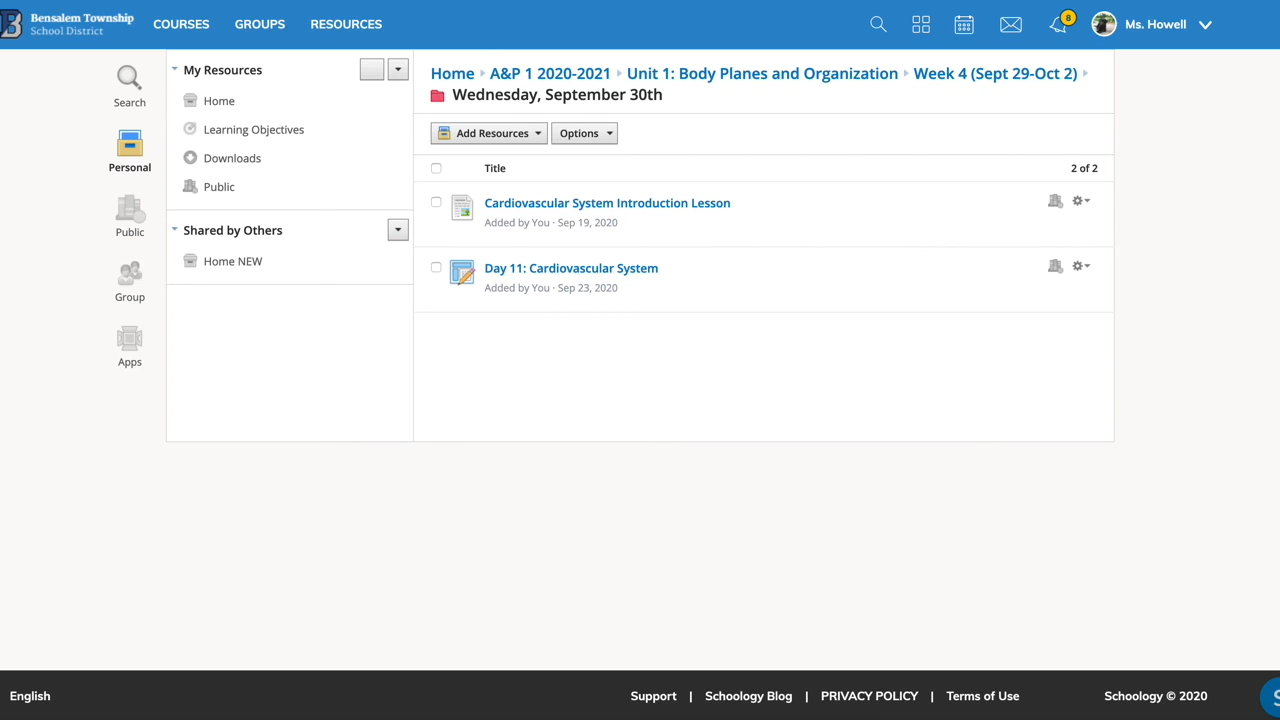 Bensalem Township
School District
COURSES GROUPS RESOURCES
8
Ms. Howell
Search
Personal
Public
Group
Apps
My Resources
Home
Learning Objectives
Downloads
Public
Shared by Others
Home NEW
Home A&P 1 2020-2021 Unit 1: Body Planes and Organization Week 4 (Sept 29-Oct 2)
Wednesday, September 30th
Add Resources Options
Title 2 of 2
Cardiovascular System Introduction Lesson
Added by You · Sep 19, 2020
Day 11: Cardiovascular System
Added by You · Sep 23, 2020
English
Support | Schoology Blog | PRIVACY POLICY | Terms of Use
Schoology © 2020